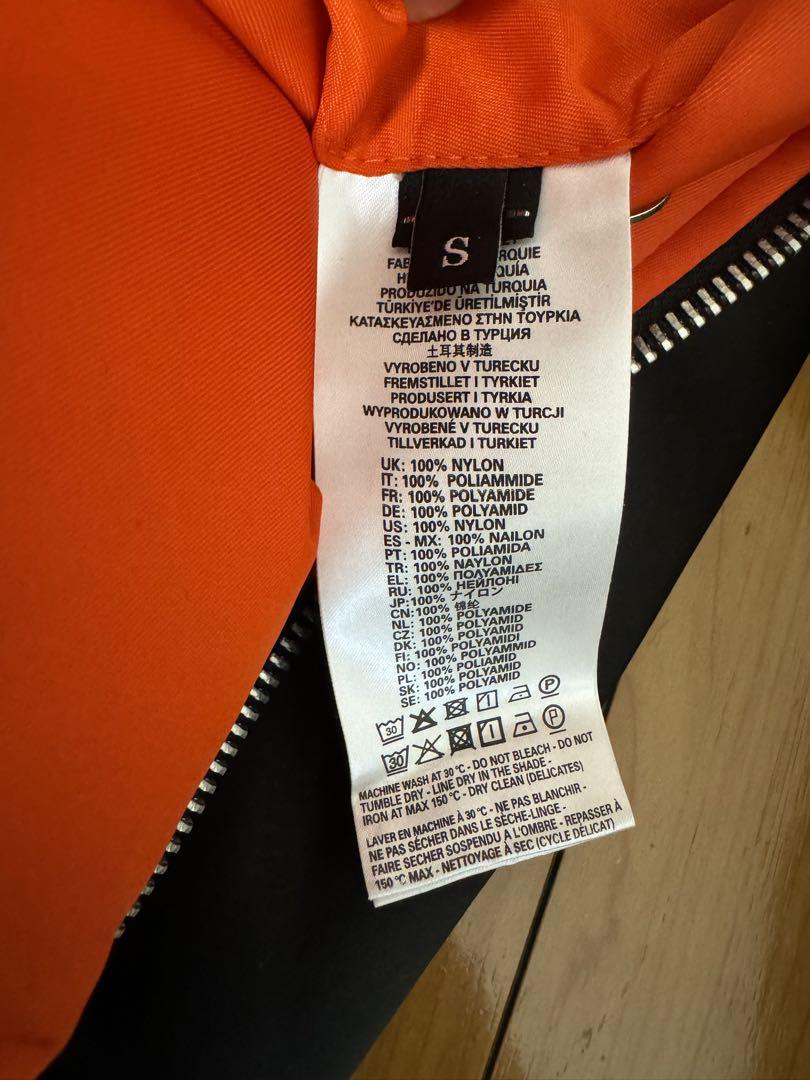 S
RQUIE
FAB
QUÍA
PRODUZIDO NA TURQUIA
TÜRKİYE'DE ÜRETİLMİŞTİR
ΚΑΤΑΣΚΕΥΑΣΜΕΝΟ ΣΤΗΝ ΤΟΥΡΚΙΑ
СДЕЛАНО В ТУРЦИЯ
土耳其制造
VYROBENO V TURECKU
FREMSTILLET I TYRKIET
PRODUSERT I TYRKIA
WYPRODUKOWANO W TURCJI
VYROBENÉ V TURECKU
TILLVERKAD I TURKIET
UK: 100% NYLON
IT: 100% POLIAMMIDE
FR: 100% POLYAMIDE
DE: 100% POLYAMID
US: 100% NYLON
ES - MX: 100% NAILON
PT: 100% POLIAMIDA
TR: 100% NAYLON
EL: 100% ΠΟΛΥΑΜΙΔΕΣ
RU: 100% НЕЙЛОНІ
JP:100% ナイロン
CN:100% 锦纶
NL: 100% POLYAMIDE
CZ: 100% POLYAMID
DK: 100% POLYAMID
FI: 100% POLYAMIDI
NO: 100% POLYAMMID
PL: 100% POLIAMID
SK: 100% POLYAMID
SE: 100% POLYAMID
30 P
30 P
MACHINE WASH AT 30 °C - DO NOT BLEACH - DO NOT
TUMBLE DRY - LINE DRY IN THE SHADE -
IRON AT MAX 150 °C - DRY CLEAN (DELICATES)
LAVER EN MACHINE À 30 °C - NE PAS BLANCHIR -
NE PAS SÉCHER DANS LE SÈCHE-LINGE -
FAIRE SECHER SOSPENDU A L'OMBRE - REPASSER À
150 °C MAX - NETTOYAGE À SEC (CYCLE DÉLICAT)